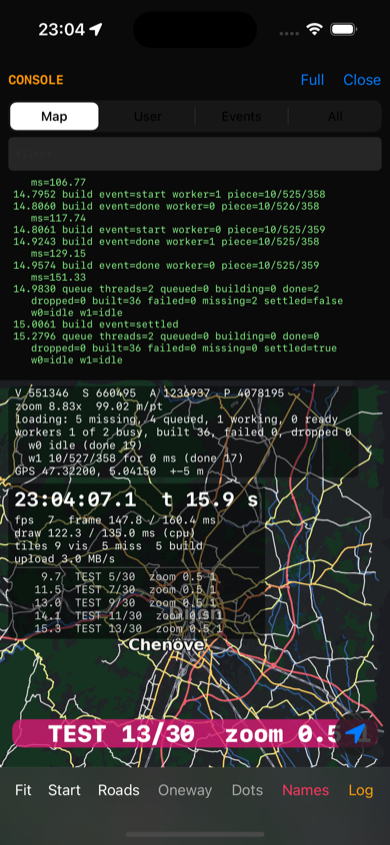 23:04
CONSOLE
Full
Close
Map
User
Events
All
ms=106.77
14.7952 build event=start worker=1 piece=10/525/358
14.8060 build event=done worker=0 piece=10/526/358
ms=117.74
14.8061 build event=start worker=0 piece=10/525/359
14.9243 build event=done worker=1 piece=10/525/358
ms=129.15
14.9574 build event=done worker=0 piece=10/525/359
ms=151.33
14.9830 queue threads=2 queued=0 building=0 done=2
dropped=0 built=36 failed=0 missing=2 settled=false
w0=idle w1=idle
15.0061 build event=settled
15.2796 queue threads=2 queued=0 building=0 done=0
dropped=0 built=36 failed=0 missing=0 settled=true
w0=idle w1=idle
V 551346 S 660495 A 1236937 P 4078195
zoom 8.83x 99.02 m/pt
loading: 5 missing, 4 queued, 1 working, 0 ready
workers 1 of 2 busy, built 36, failed 0, dropped 0
w0 idle (done 19)
w1 10/527/358 for 0 ms (done 17)
GPS 47.32200, 5.04150 +-5 m
23:04:07.1 t 15.9 s
fps 7 frame 147.8 / 160.4 ms
draw 122.3 / 135.0 ms (cpu)
tiles 9 vis 5 miss 5 build
upload 3.0 MB/s
9.7 TEST 5/30 zoom 0.5 1
11.5 TEST 7/30 zoom 0.5 1
13.0 TEST 9/30 zoom 0.5 1
14.1 TEST 11/30 zoom 0.5 1
15.3 TEST 13/30 zoom 0.5 1
Chenôve
TEST 13/30 zoom 0.5
Fit
Start
Roads
Oneway
Dots
Names
Log